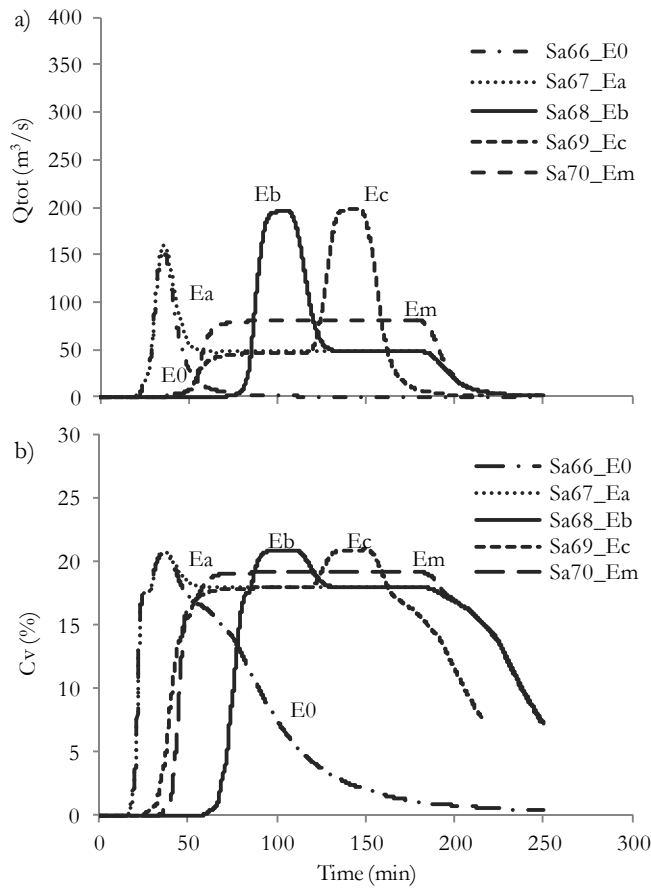 a)
400
350
300
250
200
150
100
50
0
Qtot (m³/s)
Sa66_E0
Sa67_Ea
Sa68_Eb
Sa69_Ec
Sa70_Em
Eb
Ec
Ea
Em
E0
b)
30
25
20
15
10
5
0
Cv (%)
Sa66_E0
Sa67_Ea
Sa68_Eb
Sa69_Ec
Sa70_Em
Ea
Eb
Ec
Em
E0
0 50 100 150 200 250 300
Time (min)